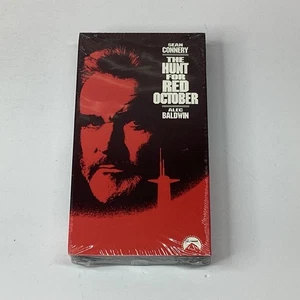 SEAN
CONNERY
THE
HUNT
FOR
RED
OCTOBER
ALEC
BALDWIN